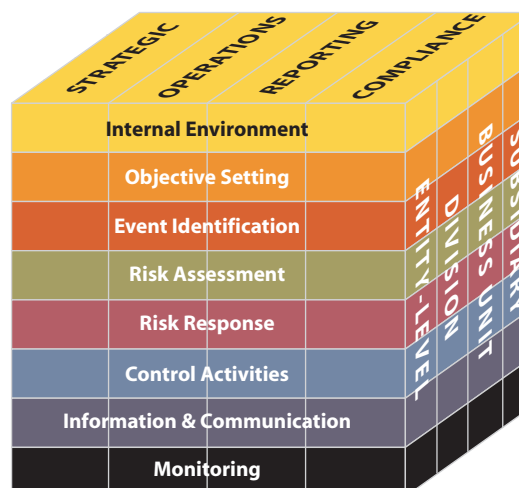 STRATEGIC
OPERATIONS
REPORTING
COMPLIANCE
Internal Environment
Objective Setting
Event Identification
Risk Assessment
Risk Response
Control Activities
Information & Communication
Monitoring
ENTITY-LEVEL
DIVISION
BUSINESS UNIT
SUBSIDIARY